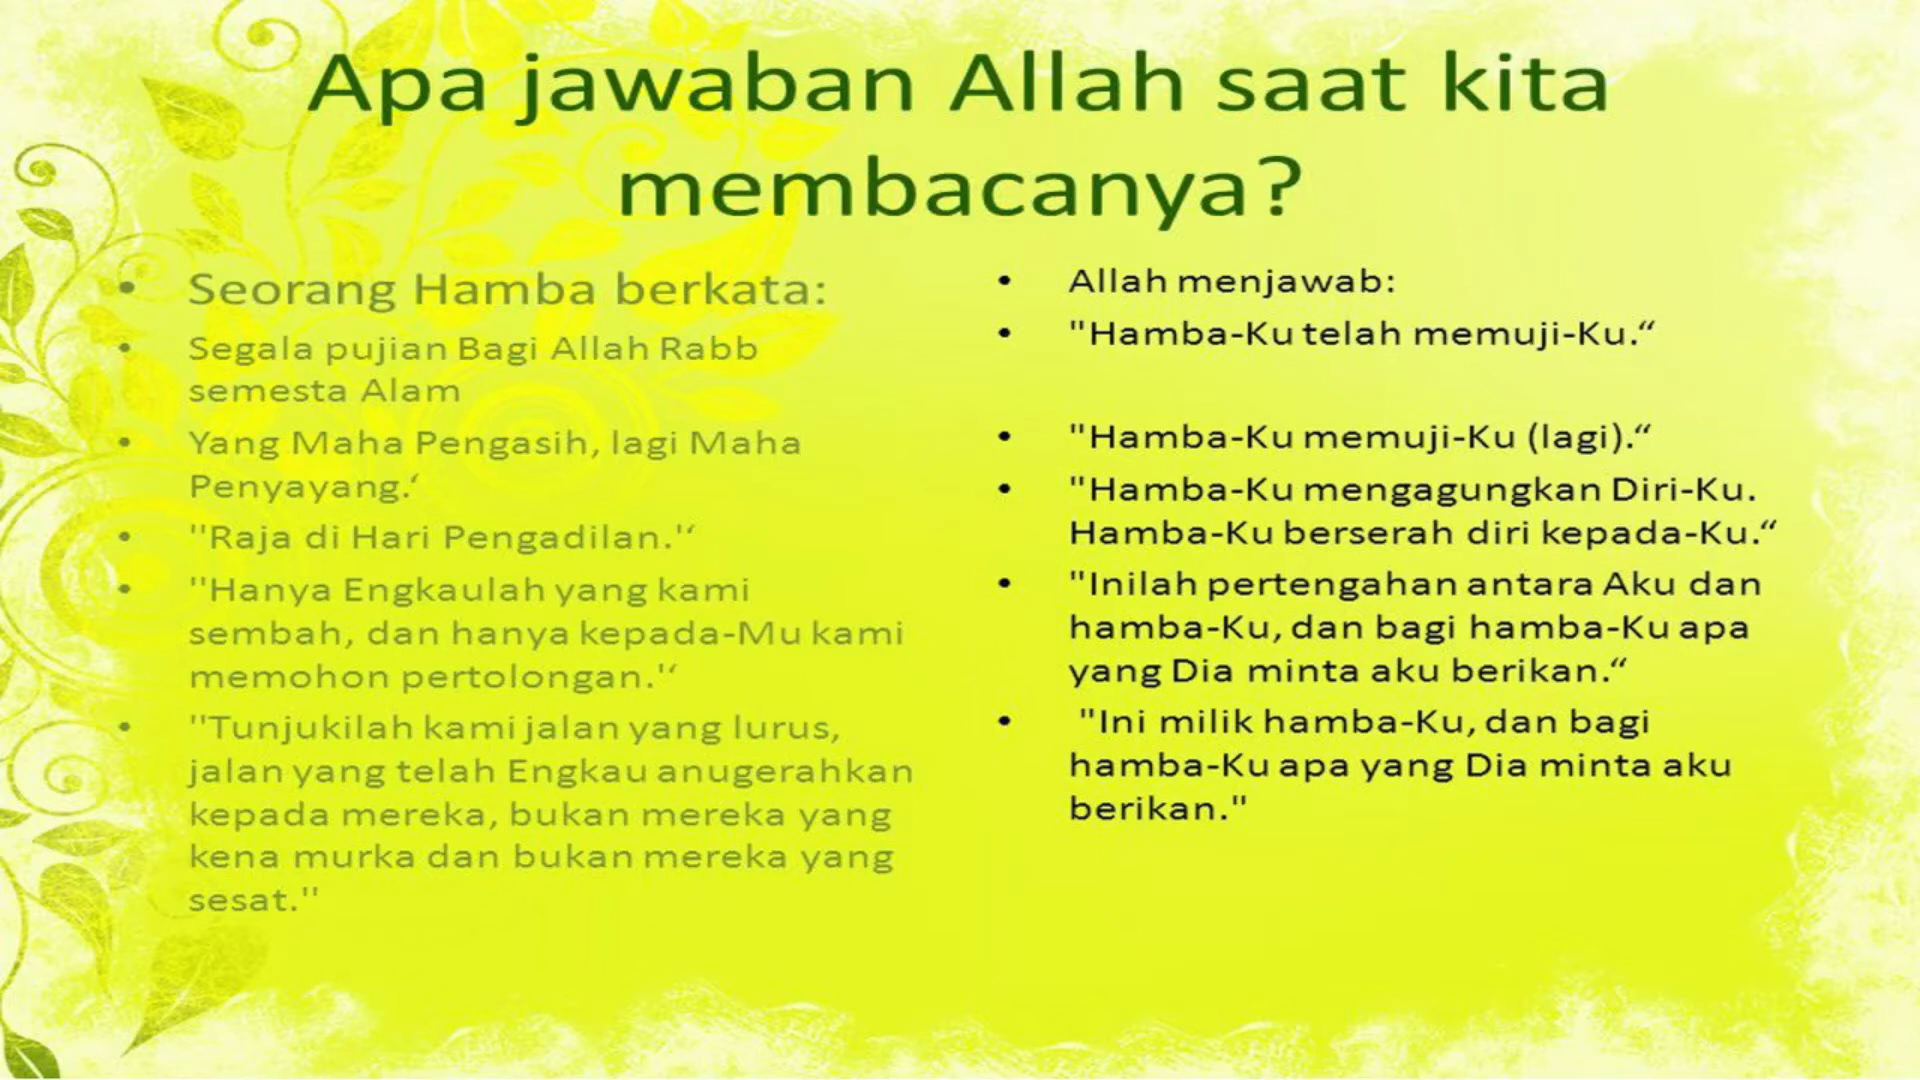 Apa jawaban Allah saat kita
membacanya?
• Seorang Hamba berkata:
• Segala pujian Bagi Allah Rabb
semesta Alam
• Yang Maha Pengasih, lagi Maha
Penyayang.‘
• "Raja di Hari Pengadilan."‘
• "Hanya Engkaulah yang kami
sembah, dan hanya kepada-Mu kami
memohon pertolongan."‘
• "Tunjukilah kami jalan yang lurus,
jalan yang telah Engkau anugerahkan
kepada mereka, bukan mereka yang
kena murka dan bukan mereka yang
sesat."
• Allah menjawab:
• "Hamba-Ku telah memuji-Ku.“
• "Hamba-Ku memuji-Ku (lagi).“
• "Hamba-Ku mengagungkan Diri-Ku.
Hamba-Ku berserah diri kepada-Ku.“
• "Inilah pertengahan antara Aku dan
hamba-Ku, dan bagi hamba-Ku apa
yang Dia minta aku berikan.“
• "Ini milik hamba-Ku, dan bagi
hamba-Ku apa yang Dia minta aku
berikan."